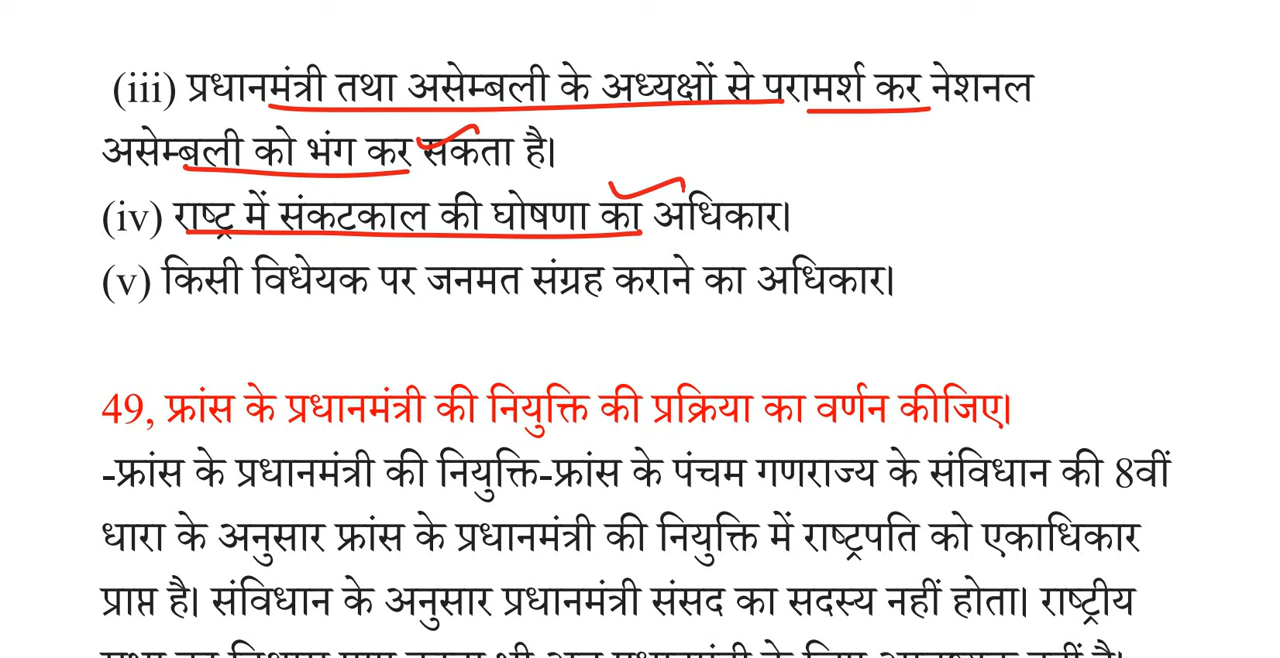 (iii) प्रधानमंत्री तथा असेम्बली के अध्यक्षों से परामर्श कर नेशनल
असेम्बली को भंग कर सकता है।
(iv) राष्ट्र में संकटकाल की घोषणा का अधिकार।
(v) किसी विधेयक पर जनमत संग्रह कराने का अधिकार।
49, फ्रांस के प्रधानमंत्री की नियुक्ति की प्रक्रिया का वर्णन कीजिए।
-फ्रांस के प्रधानमंत्री की नियुक्ति-फ्रांस के पंचम गणराज्य के संविधान की 8वीं
धारा के अनुसार फ्रांस के प्रधानमंत्री की नियुक्ति में राष्ट्रपति को एकाधिकार
प्राप्त है। संविधान के अनुसार प्रधानमंत्री संसद का सदस्य नहीं होता। राष्ट्रीय